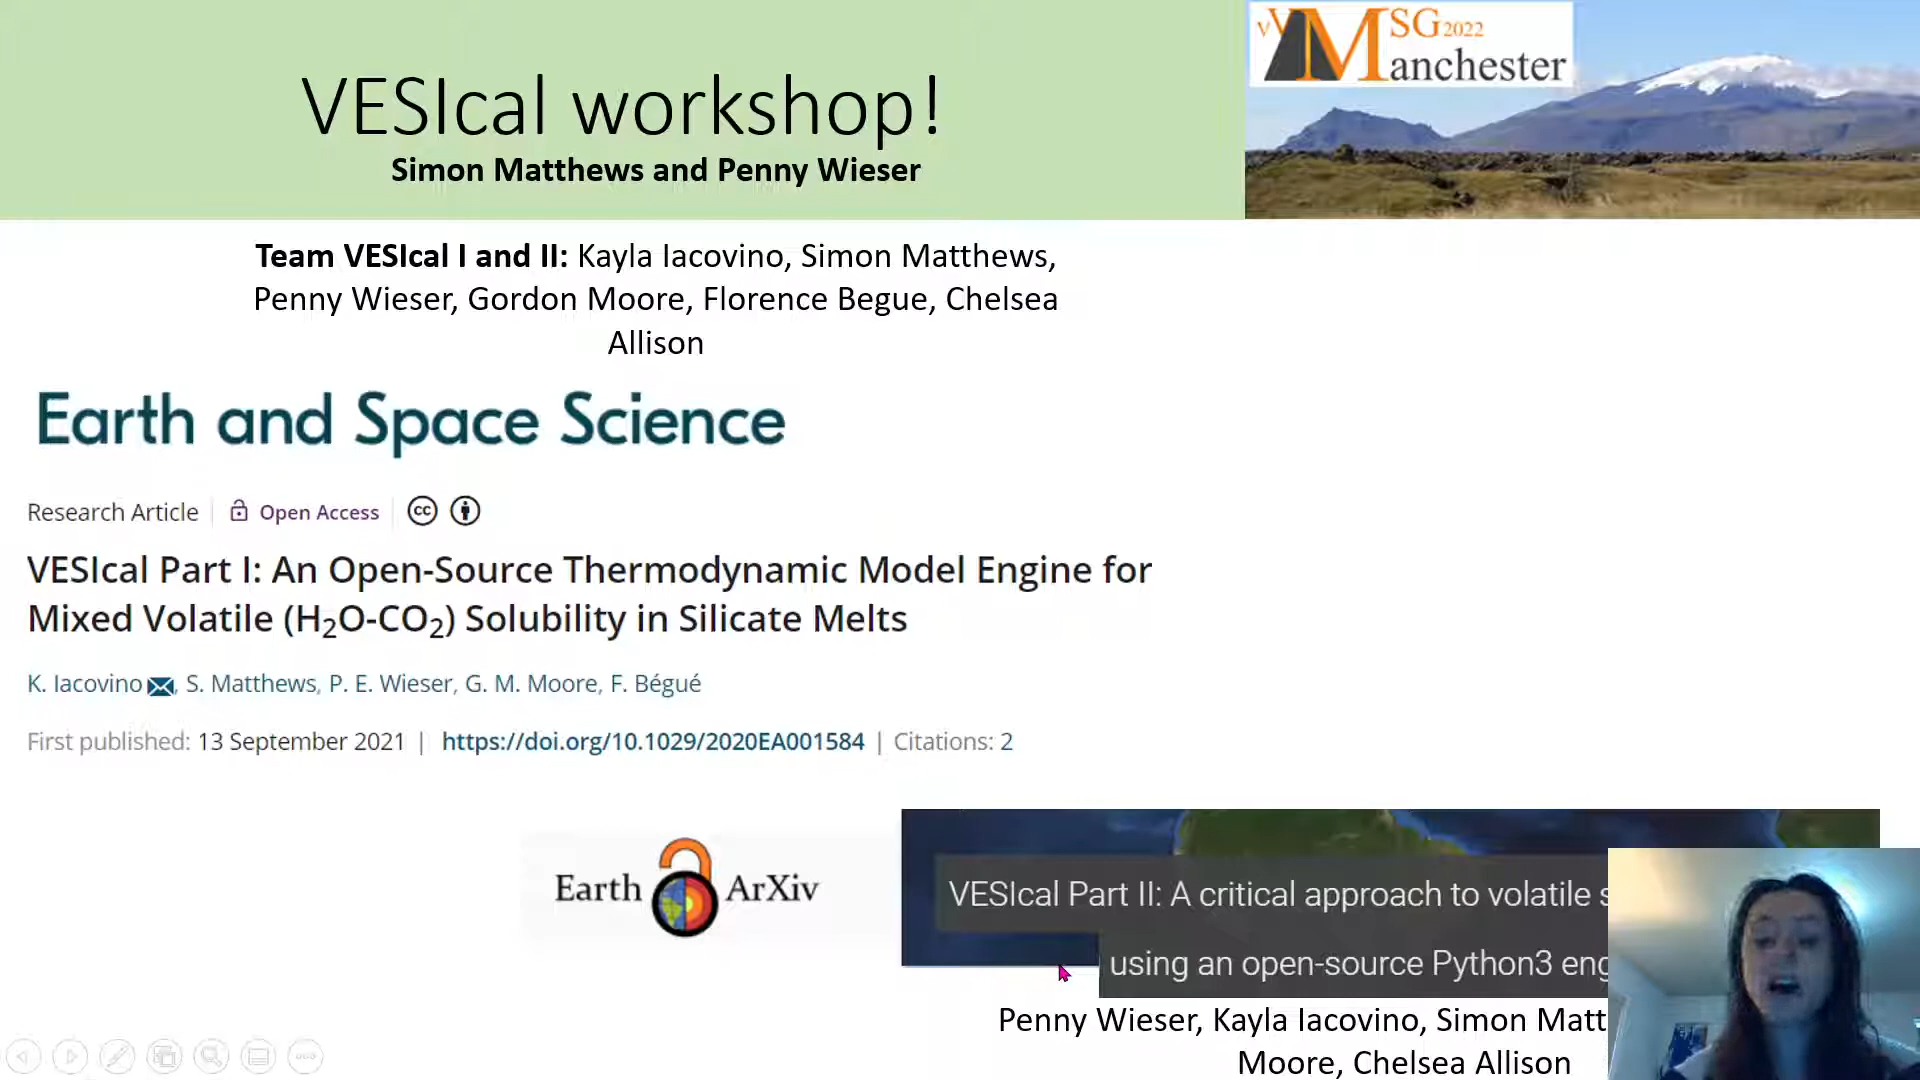 VESIcal workshop!
Simon Matthews and Penny Wieser
VMSG2022
Manchester
Team VESIcal I and II: Kayla Iacovino, Simon Matthews,
Penny Wieser, Gordon Moore, Florence Begue, Chelsea
Allison
Earth and Space Science
Research Article | Open Access cc
VESIcal Part I: An Open-Source Thermodynamic Model Engine for
Mixed Volatile (H₂O-CO₂) Solubility in Silicate Melts
K. Iacovino, S. Matthews, P. E. Wieser, G. M. Moore, F. Bégué
First published: 13 September 2021 | https://doi.org/10.1029/2020EA001584 | Citations: 2
Earth ArXiv
VESIcal Part II: A critical approach to volatile
using an open-source Python3
Penny Wieser, Kayla Iacovino, Simon
Moore, Chelsea Allison